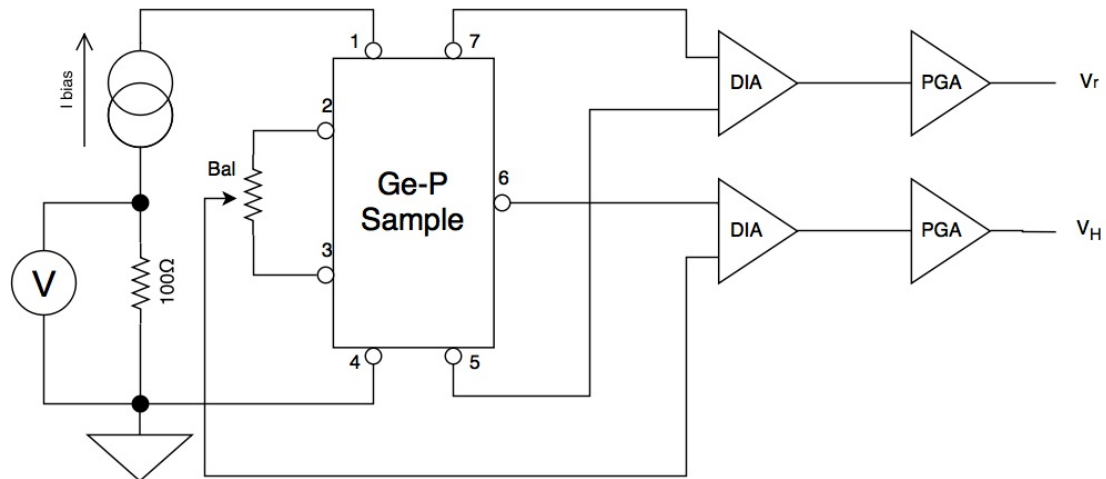 1
7
I bias
DIA
PGA
Vr
2
Bal
Ge-P
Sample
6
DIA
PGA
VH
3
V
100Ω
4
5